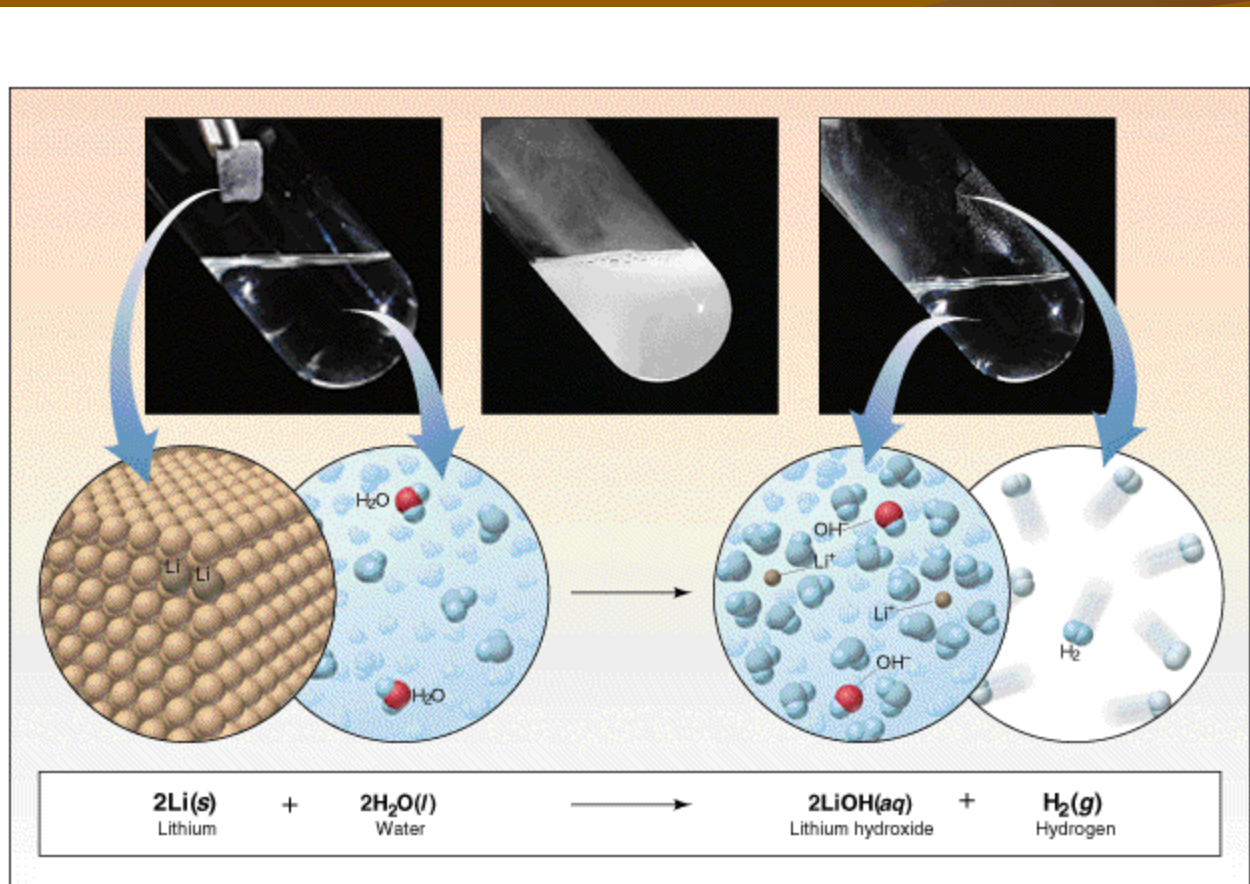 H₂O
Li
Li
H₂O
OH⁻
Li⁺
Li⁺
OH⁻
H₂
2Li(s) + 2H₂O(l) → 2LiOH(aq) + H₂(g)
Lithium Water Lithium hydroxide Hydrogen